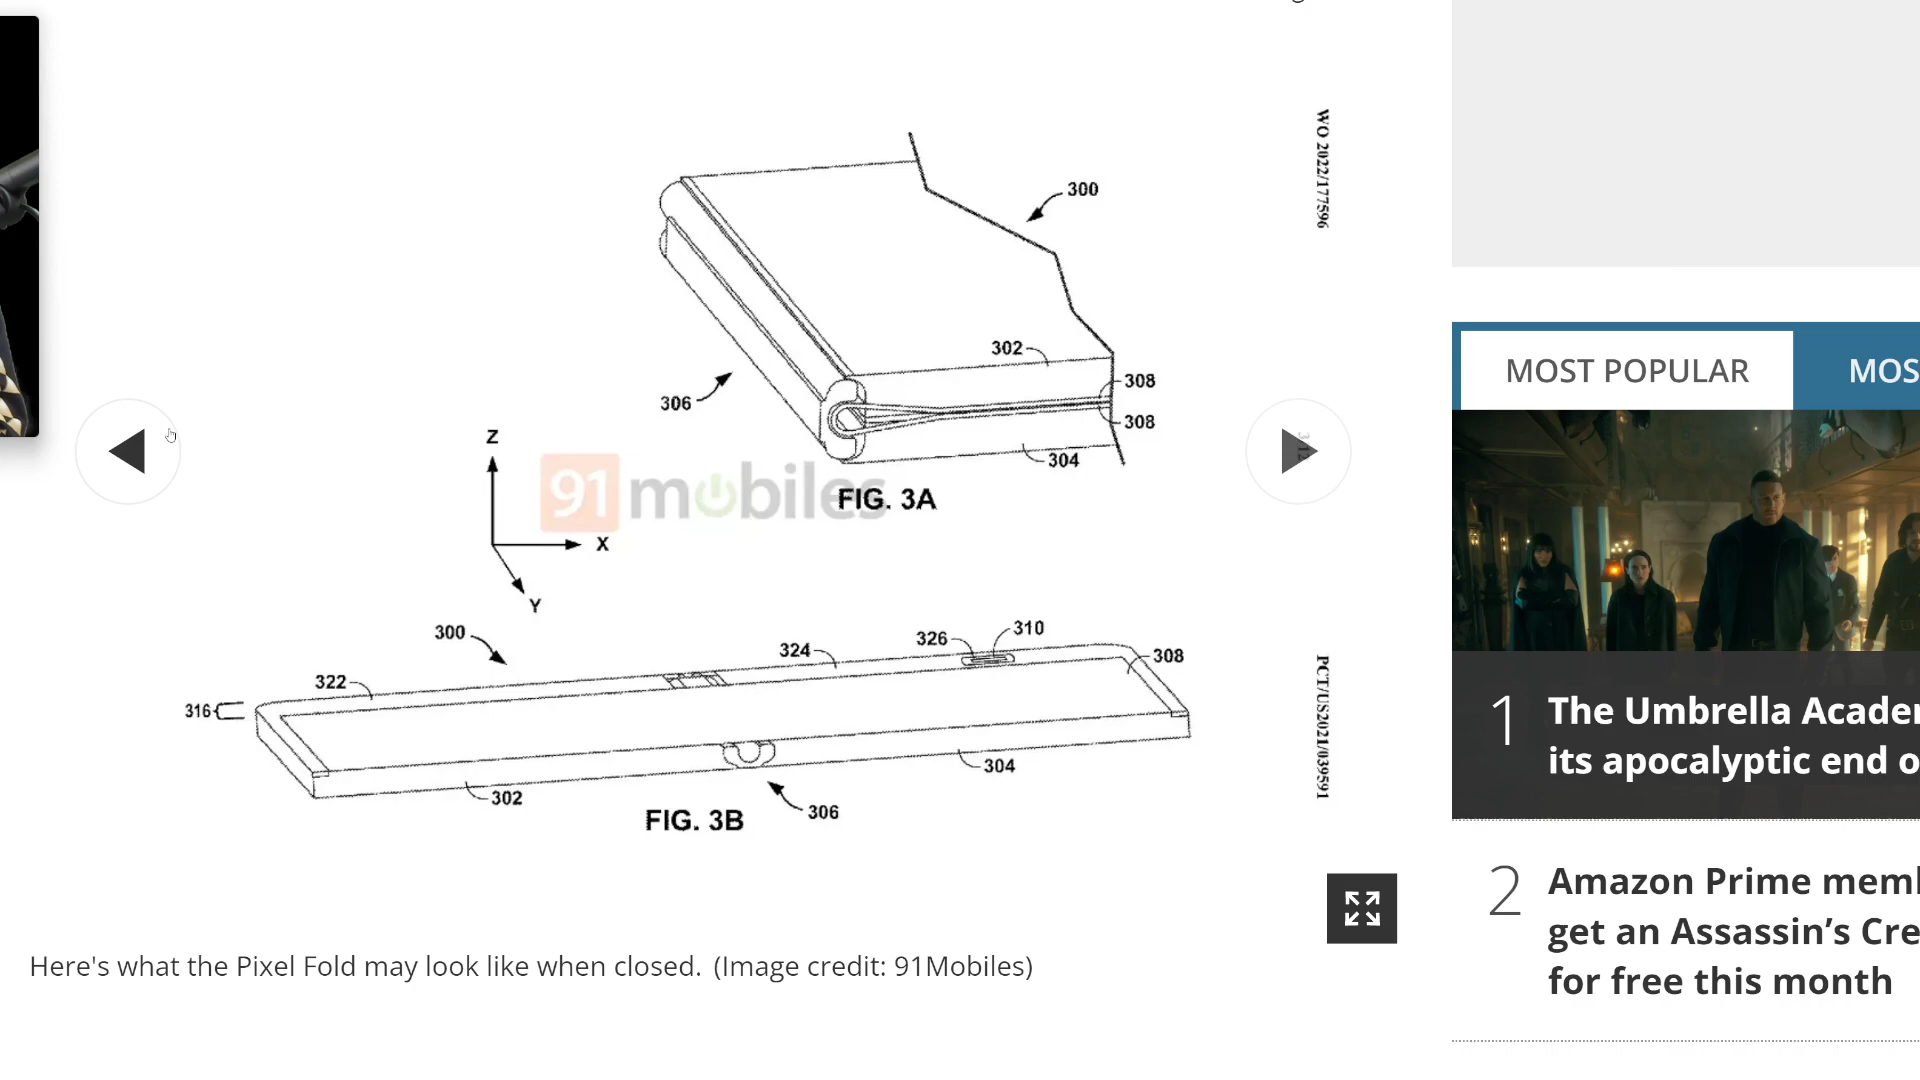 WO 2022/177596
300
302
308
306
308
304
Z
91mobiles
FIG. 3A
X
Y
300
324
326
310
308
322
316
PCT/US2021/039591
304
302
306
FIG. 3B
312
Here's what the Pixel Fold may look like when closed. (Image credit: 91Mobiles)
MOST POPULAR
MOS
1
The Umbrella Acade
its apocalyptic end o
2
Amazon Prime mem
get an Assassin’s Cre
for free this month